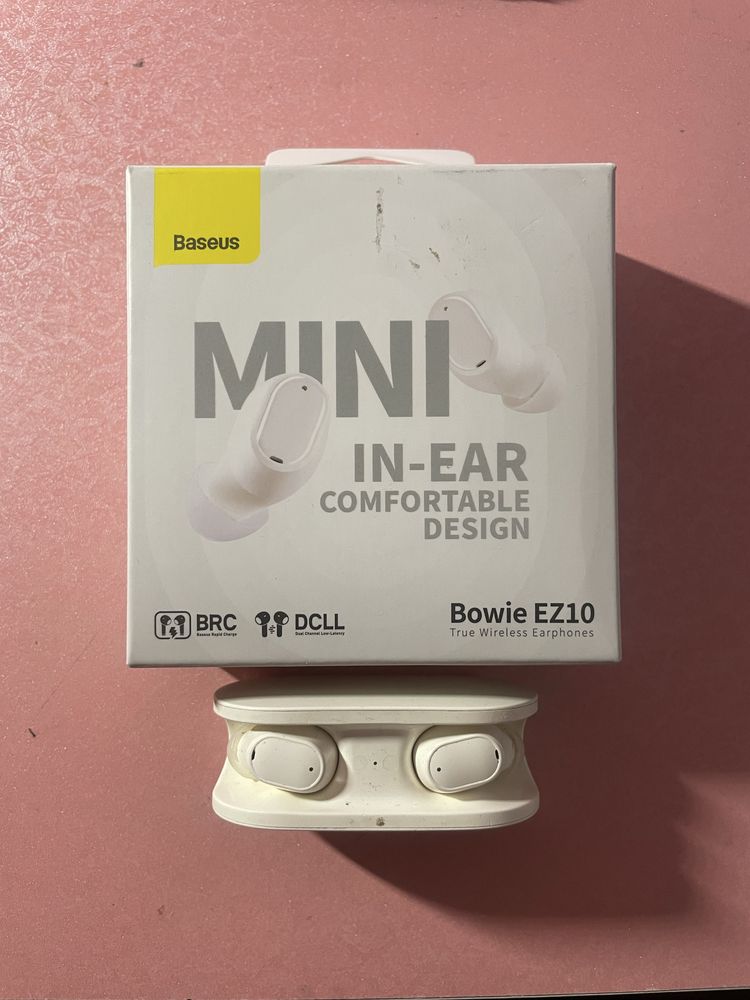 Baseus
MINI
IN-EAR
COMFORTABLE
DESIGN
BRC
Baseus Rapid Charge
DCLL
Dual Channel Low-Latency
Bowie EZ10
True Wireless Earphones